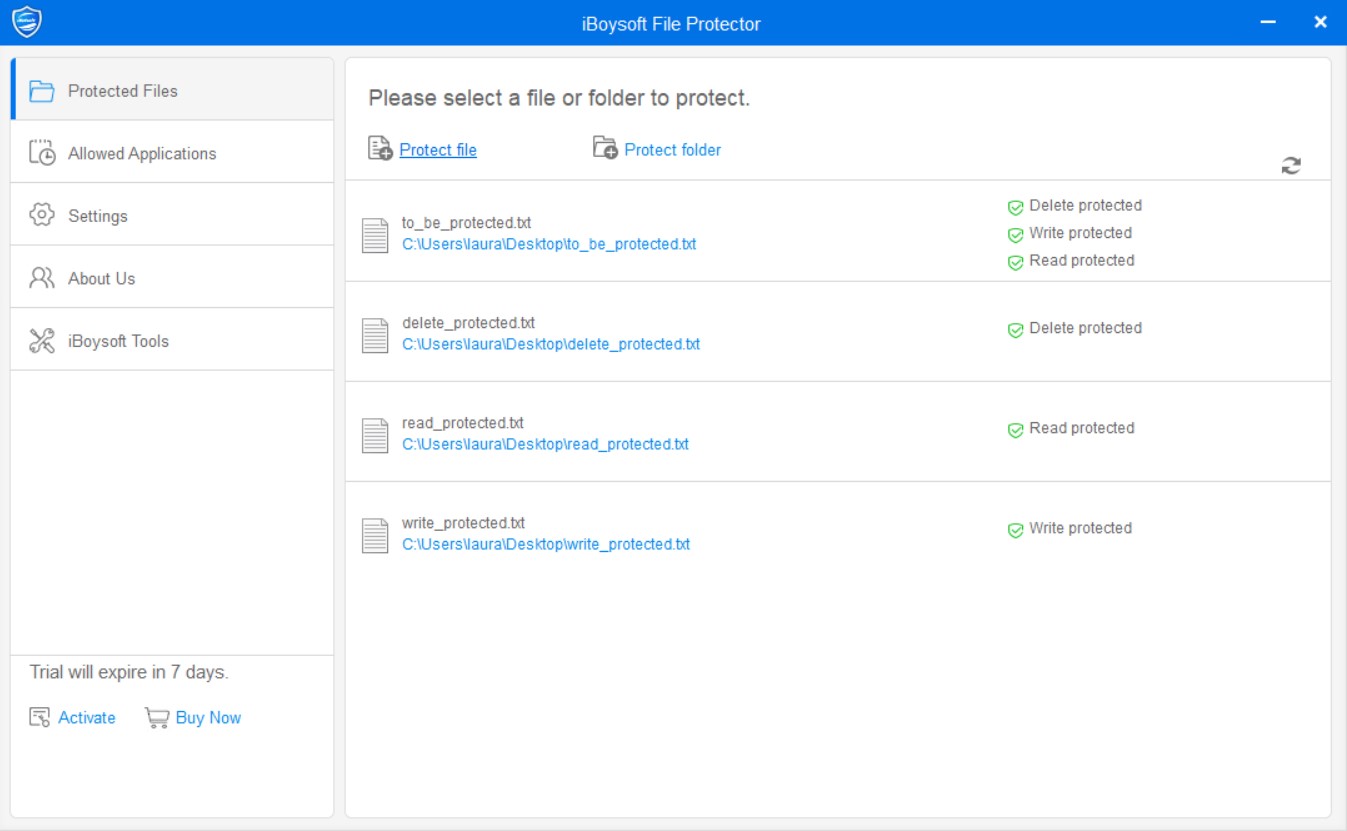 iBoysoft File Protector
Protected Files
Allowed Applications
Settings
About Us
iBoysoft Tools
Trial will expire in 7 days.
Activate
Buy Now
Please select a file or folder to protect.
Protect file
Protect folder
to_be_protected.txt
C:\Users\laura\Desktop\to_be_protected.txt
Delete protected
Write protected
Read protected
delete_protected.txt
C:\Users\laura\Desktop\delete_protected.txt
Delete protected
read_protected.txt
C:\Users\laura\Desktop\read_protected.txt
Read protected
write_protected.txt
C:\Users\laura\Desktop\write_protected.txt
Write protected